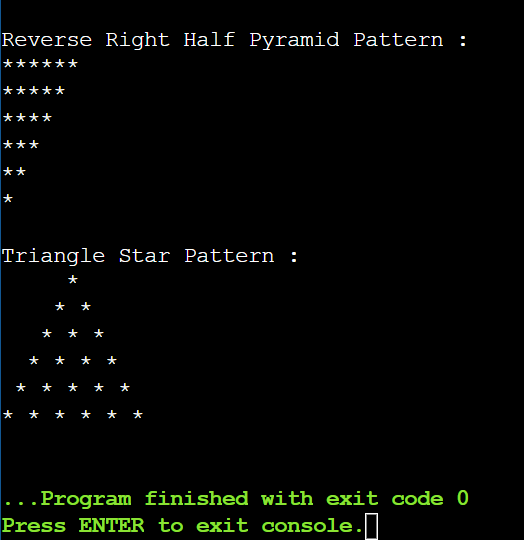 Reverse Right Half Pyramid Pattern :
******
*****
****
***
**
*
Triangle Star Pattern :
     *
    * *
   * * *
  * * * *
 * * * * *
* * * * * *
...Program finished with exit code 0
Press ENTER to exit console.